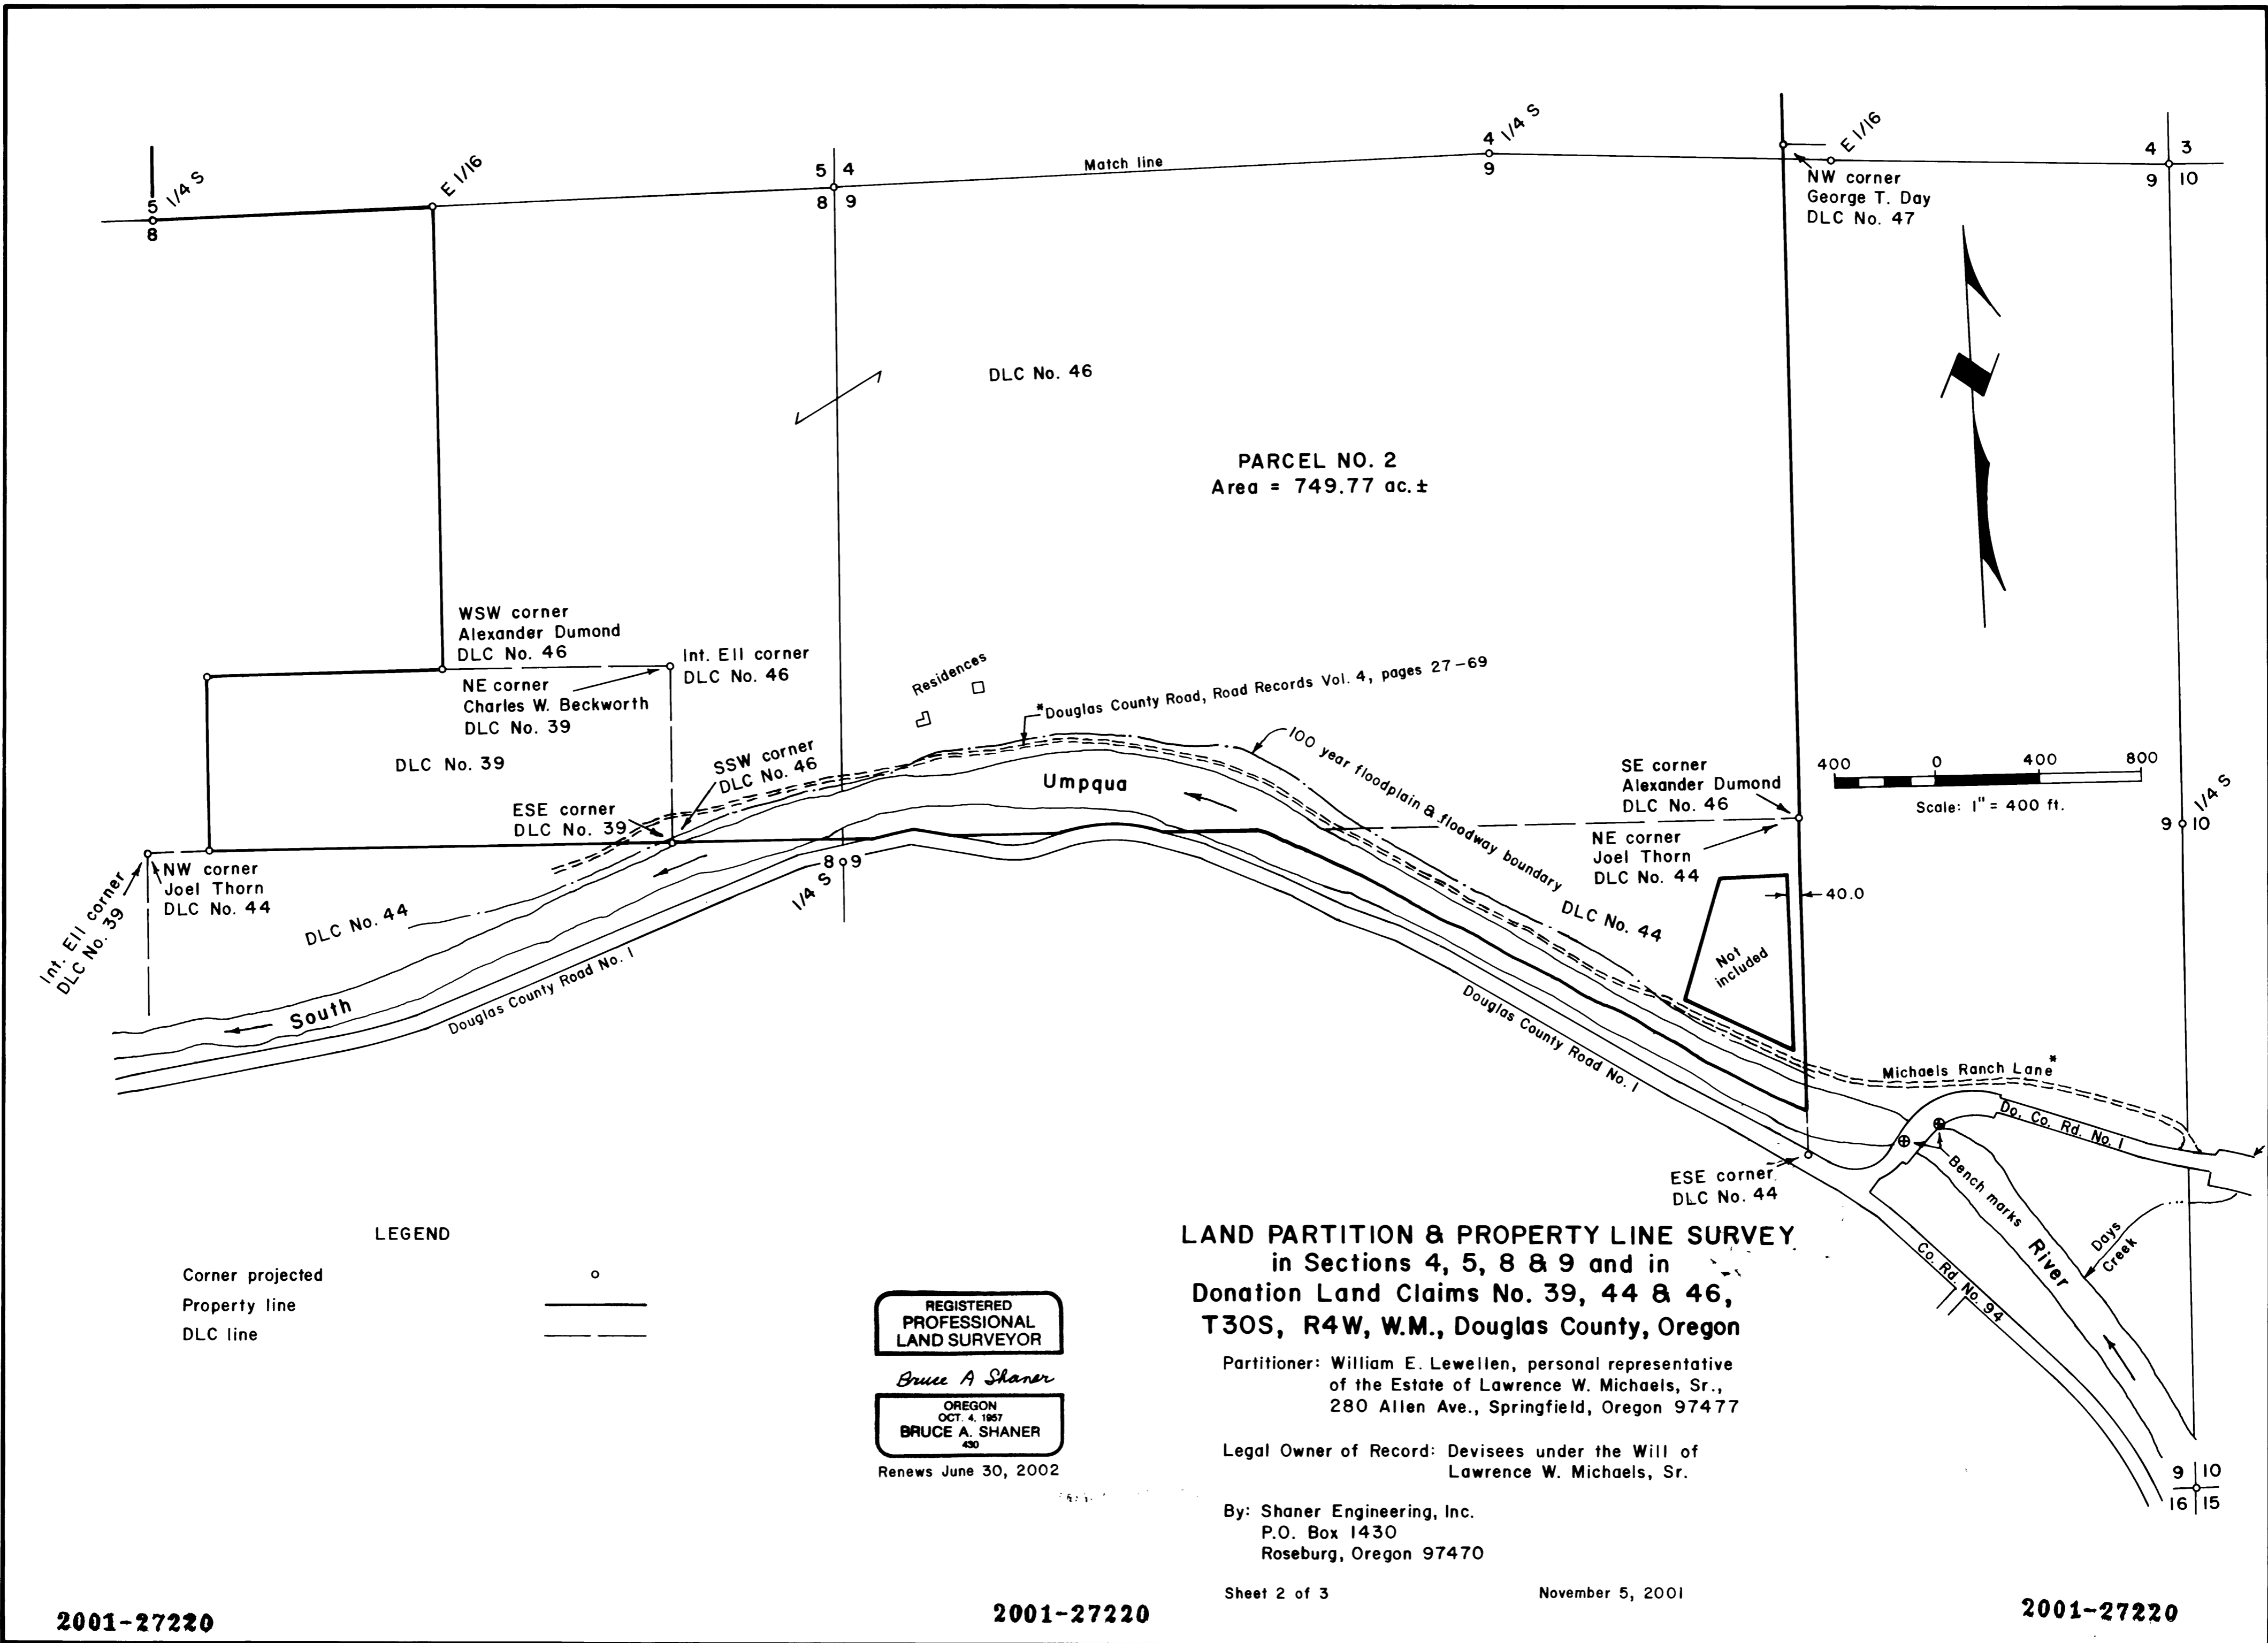 1/4 S
5
8
E 1/16
5 4
8 9
Match line
4 1/4 S
9
E 1/16
4 3
9 10
NW corner
George T. Day
DLC No. 47
DLC No. 46
PARCEL NO. 2
Area = 749.77 ac.±
WSW corner
Alexander Dumond
DLC No. 46
NE corner
Charles W. Beckworth
DLC No. 39
Int. Ell corner
DLC No. 46
Residences
*Douglas County Road, Road Records Vol. 4, pages 27-69
DLC No. 39
SSW corner
DLC No. 46
ESE corner
DLC No. 39
Umpqua
100 year floodplain & floodway boundary
SE corner
Alexander Dumond
DLC No. 46
NE corner
Joel Thorn
DLC No. 44
400 0 400 800
Scale: 1" = 400 ft.
9 10 1/4 S
Int. Ell corner
DLC No. 39
NW corner
Joel Thorn
DLC No. 44
DLC No. 44
8 9
1/4 S
DLC No. 44
40.0
Not
included
South
Douglas County Road No. 1
Douglas County Road No. 1
Michaels Ranch Lane*
Do. Co. Rd. No. 1
Bench marks
ESE corner
DLC No. 44
River
Days
Creek
Co. Rd. No. 94
9 10
16 15
LEGEND
Corner projected
Property line
DLC line
REGISTERED
PROFESSIONAL
LAND SURVEYOR
Bruce A Shaner
OREGON
OCT. 4, 1957
BRUCE A. SHANER
430
Renews June 30, 2002
LAND PARTITION & PROPERTY LINE SURVEY
in Sections 4, 5, 8 & 9 and in
Donation Land Claims No. 39, 44 & 46,
T30S, R4W, W.M., Douglas County, Oregon
Partitioner: William E. Lewellen, personal representative
of the Estate of Lawrence W. Michaels, Sr.,
280 Allen Ave., Springfield, Oregon 97477
Legal Owner of Record: Devisees under the Will of
Lawrence W. Michaels, Sr.
By: Shaner Engineering, Inc.
P.O. Box 1430
Roseburg, Oregon 97470
Sheet 2 of 3 November 5, 2001
2001-27220 2001-27220 2001-27220